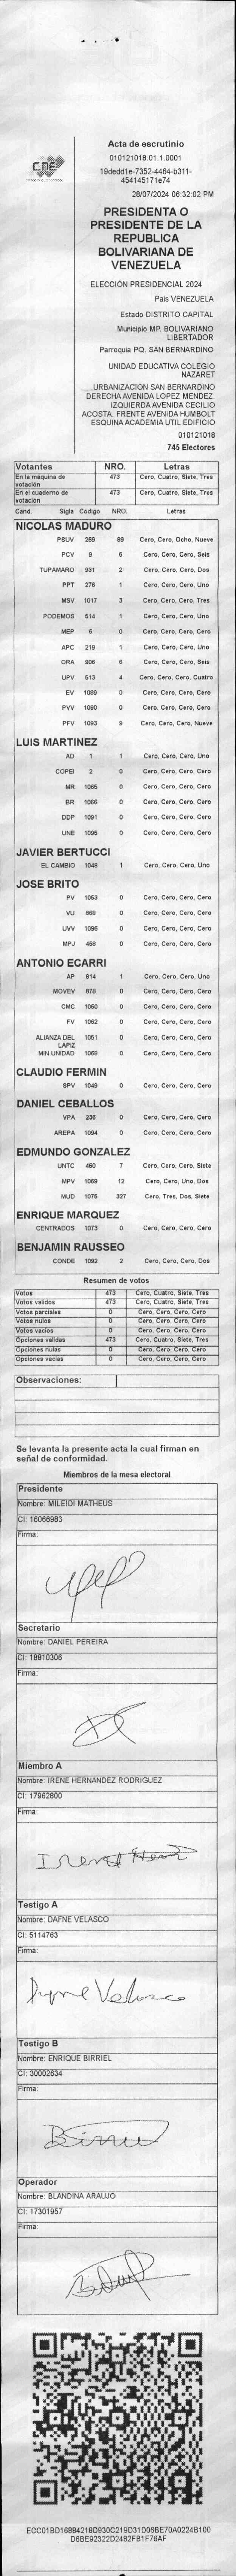 CNE
Acta de escrutinio
010121018.01.1.0001
19dedd1e-7352-4464-b311-
454145171e74
28/07/2024 06:32:02 PM
PRESIDENTA O
PRESIDENTE DE LA
REPUBLICA
BOLIVARIANA DE
VENEZUELA
ELECCIÓN PRESIDENCIAL 2024
País VENEZUELA
Estado DISTRITO CAPITAL
Municipio MP. BOLIVARIANO
LIBERTADOR
Parroquia PQ. SAN BERNARDINO
UNIDAD EDUCATIVA COLEGIO
NAZARET
URBANIZACIÓN SAN BERNARDINO
DERECHA AVENIDA LOPEZ MENDEZ.
IZQUIERDA AVENIDA CECILIO
ACOSTA. FRENTE AVENIDA HUMBOLT
ESQUINA ACADEMIA UTIL EDIFICIO
010121018
745 Electores
Votantes NRO. Letras
En la máquina de votación 473 Cero, Cuatro, Siete, Tres
En el cuaderno de votación 473 Cero, Cuatro, Siete, Tres
Cand. Sigla Código NRO. Letras
NICOLAS MADURO
PSUV 269 89 Cero, Cero, Ocho, Nueve
PCV 9 6 Cero, Cero, Cero, Seis
TUPAMARO 931 2 Cero, Cero, Cero, Dos
PPT 276 1 Cero, Cero, Cero, Uno
MSV 1017 3 Cero, Cero, Cero, Tres
PODEMOS 514 1 Cero, Cero, Cero, Uno
MEP 6 0 Cero, Cero, Cero, Cero
APC 219 1 Cero, Cero, Cero, Uno
ORA 906 6 Cero, Cero, Cero, Seis
UPV 513 4 Cero, Cero, Cero, Cuatro
EV 1089 0 Cero, Cero, Cero, Cero
PVV 1090 0 Cero, Cero, Cero, Cero
PFV 1093 9 Cero, Cero, Cero, Nueve
LUIS MARTINEZ
AD 1 1 Cero, Cero, Cero, Uno
COPEI 2 0 Cero, Cero, Cero, Cero
MR 1065 0 Cero, Cero, Cero, Cero
BR 1066 0 Cero, Cero, Cero, Cero
DDP 1091 0 Cero, Cero, Cero, Cero
UNE 1095 0 Cero, Cero, Cero, Cero
JAVIER BERTUCCI
EL CAMBIO 1048 1 Cero, Cero, Cero, Uno
JOSE BRITO
PV 1053 0 Cero, Cero, Cero, Cero
VU 868 0 Cero, Cero, Cero, Cero
UVV 1096 0 Cero, Cero, Cero, Cero
MPJ 458 0 Cero, Cero, Cero, Cero
ANTONIO ECARRI
AP 914 1 Cero, Cero, Cero, Uno
MOVEV 878 0 Cero, Cero, Cero, Cero
CMC 1050 0 Cero, Cero, Cero, Cero
FV 1062 0 Cero, Cero, Cero, Cero
ALIANZA DEL LAPIZ 1051 0 Cero, Cero, Cero, Cero
MIN UNIDAD 1068 0 Cero, Cero, Cero, Cero
CLAUDIO FERMIN
SPV 1049 0 Cero, Cero, Cero, Cero
DANIEL CEBALLOS
VPA 236 0 Cero, Cero, Cero, Cero
AREPA 1094 0 Cero, Cero, Cero, Cero
EDMUNDO GONZALEZ
UNTC 460 7 Cero, Cero, Cero, Siete
MPV 1069 12 Cero, Cero, Uno, Dos
MUD 1075 327 Cero, Tres, Dos, Siete
ENRIQUE MARQUEZ
CENTRADOS 1073 0 Cero, Cero, Cero, Cero
BENJAMIN RAUSSEO
CONDE 1092 2 Cero, Cero, Cero, Dos
Resumen de votos
Votos 473 Cero, Cuatro, Siete, Tres
Votos validos 473 Cero, Cuatro, Siete, Tres
Votos parciales 0 Cero, Cero, Cero, Cero
Votos nulos 0 Cero, Cero, Cero, Cero
Votos vacíos 0 Cero, Cero, Cero, Cero
Opciones validas 473 Cero, Cuatro, Siete, Tres
Opciones nulas 0 Cero, Cero, Cero, Cero
Opciones vacías 0 Cero, Cero, Cero, Cero
Observaciones:
Se levanta la presente acta la cual firman en
señal de conformidad.
Miembros de la mesa electoral
Presidente
Nombre: MILEIDI MATHEUS
CI: 16066983
Firma:
Secretario
Nombre: DANIEL PEREIRA
CI: 18810306
Firma:
Miembro A
Nombre: IRENE HERNANDEZ RODRIGUEZ
CI: 17962800
Firma:
Testigo A
Nombre: DAFNE VELASCO
CI: 5114763
Firma:
Dafne Velasco
Testigo B
Nombre: ENRIQUE BIRRIEL
CI: 30002634
Firma:
Operador
Nombre: BLANDINA ARAUJO
CI: 17301957
Firma:
ECC01BD16884218D930C219D31D06BE70A0224B100
D6BE92322D2482FB1F76AF